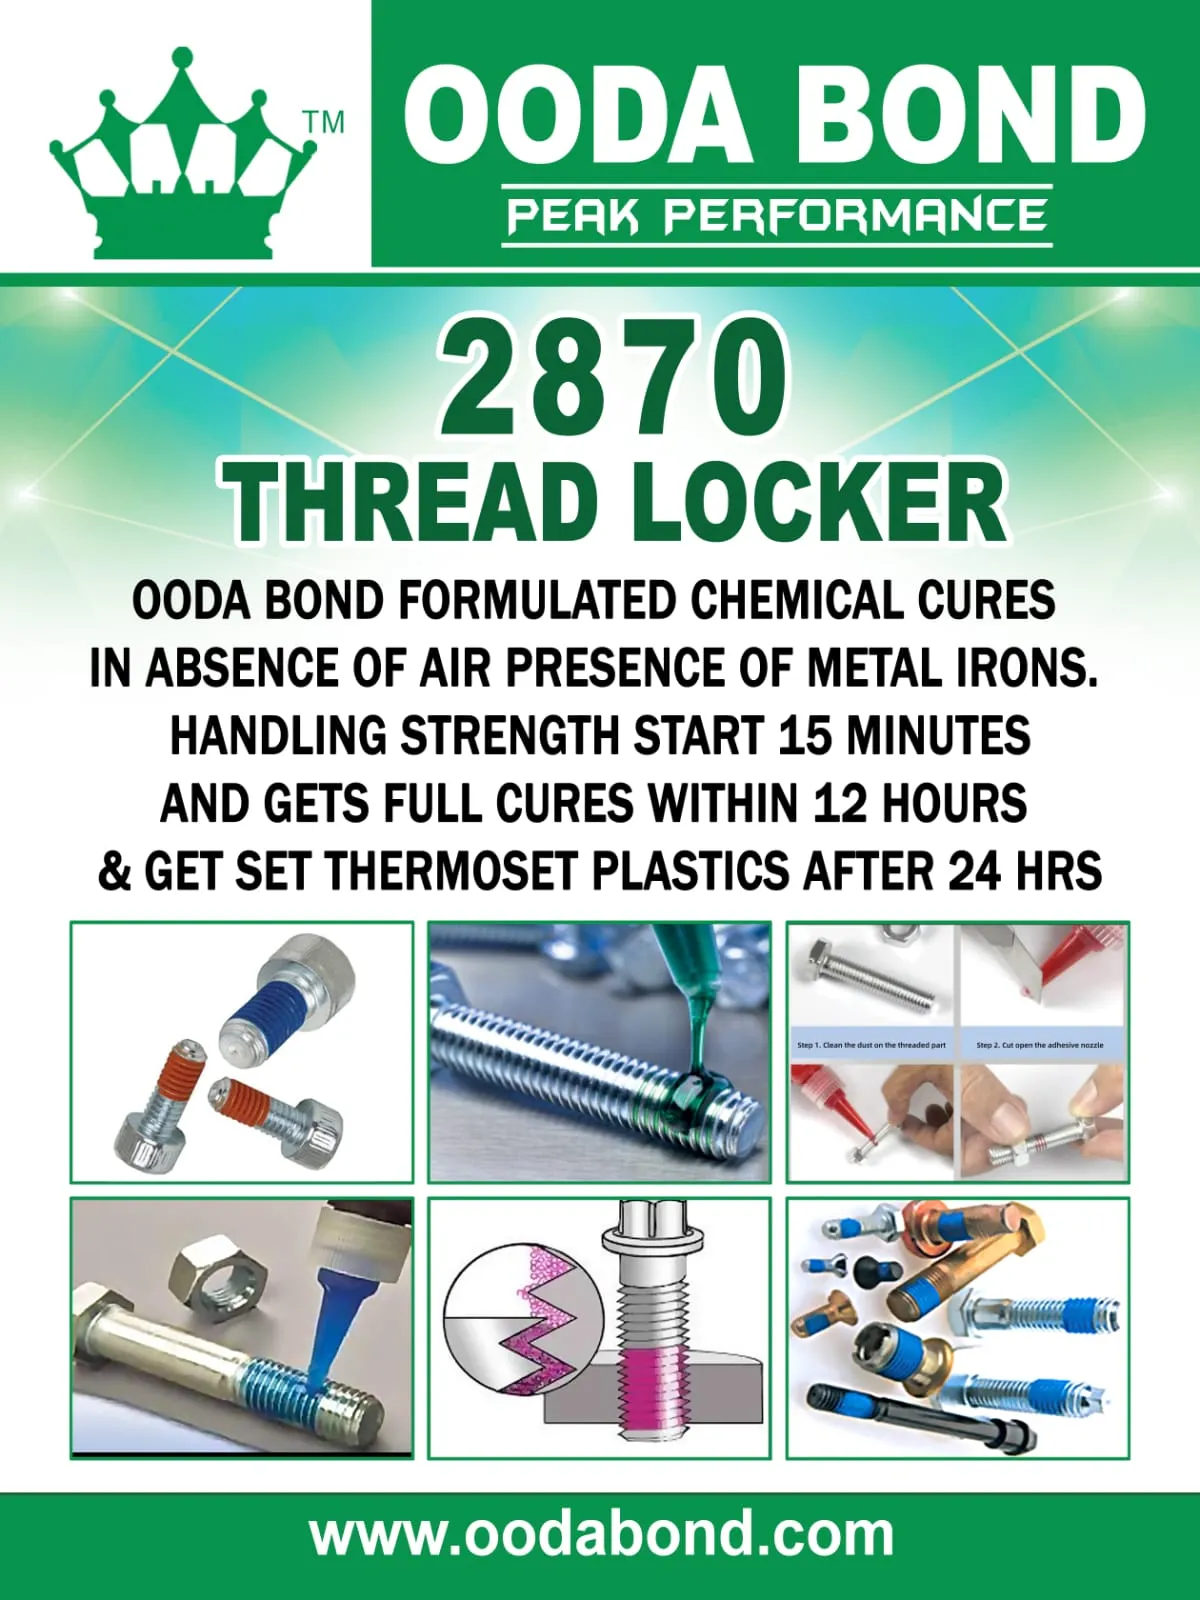 TM
OODA BOND
PEAK PERFORMANCE
2870
THREAD LOCKER
OODA BOND FORMULATED CHEMICAL CURES
IN ABSENCE OF AIR PRESENCE OF METAL IRONS.
HANDLING STRENGTH START 15 MINUTES
AND GETS FULL CURES WITHIN 12 HOURS
& GET SET THERMOSET PLASTICS AFTER 24 HRS
Step 1. Clean the dust on the threaded part
Step 2. Cut open the adhesive nozzle
www.oodabond.com